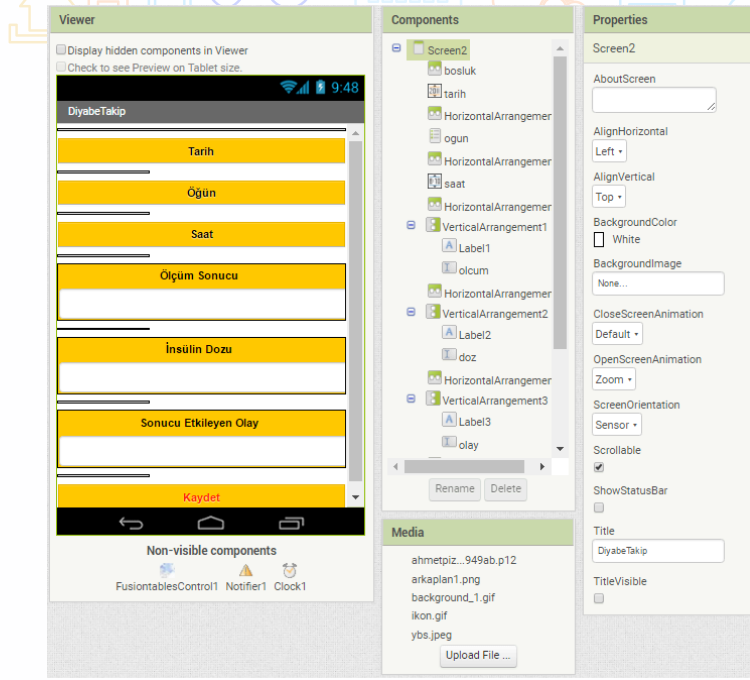 Viewer
Display hidden components in Viewer
Check to see Preview on Tablet size.
9:48
DiyabeTakip
Tarih
Öğün
Saat
Ölçüm Sonucu
İnsülin Dozu
Sonucu Etkileyen Olay
Kaydet
Non-visible components
FusiontablesControl1 Notifier1 Clock1
Components
Screen2
bosluk
tarih
HorizontalArrangemer
ogun
HorizontalArrangemer
saat
HorizontalArrangemer
VerticalArrangement1
Label1
olcum
HorizontalArrangemer
VerticalArrangement2
Label2
doz
HorizontalArrangemer
VerticalArrangement3
Label3
olay
Rename Delete
Media
ahmetpiz...949ab.p12
arkaplan1.png
background_1.gif
ikon.gif
ybs.jpeg
Upload File ...
Properties
Screen2
AboutScreen
AlignHorizontal
Left
AlignVertical
Top
BackgroundColor
White
BackgroundImage
None...
CloseScreenAnimation
Default
OpenScreenAnimation
Zoom
ScreenOrientation
Sensor
Scrollable
ShowStatusBar
Title
DiyabeTakip
TitleVisible